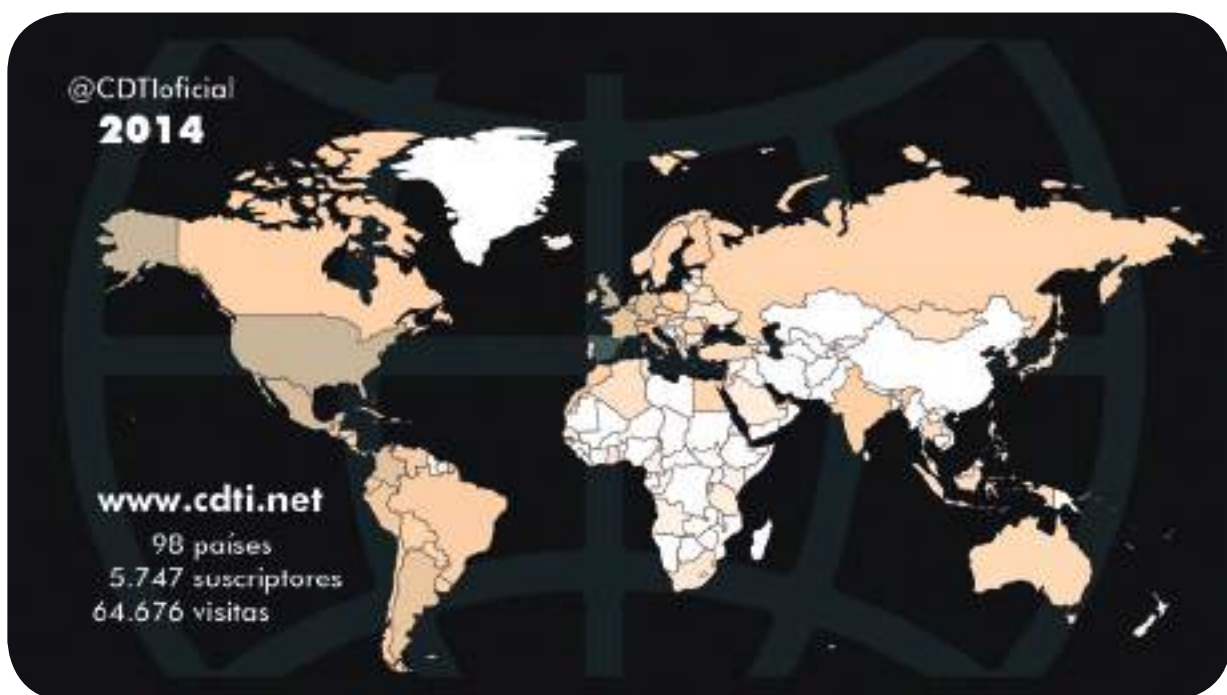 @CDTIoficial
2014
www.cdti.net
98 países
5.747 suscriptores
64.676 visitas